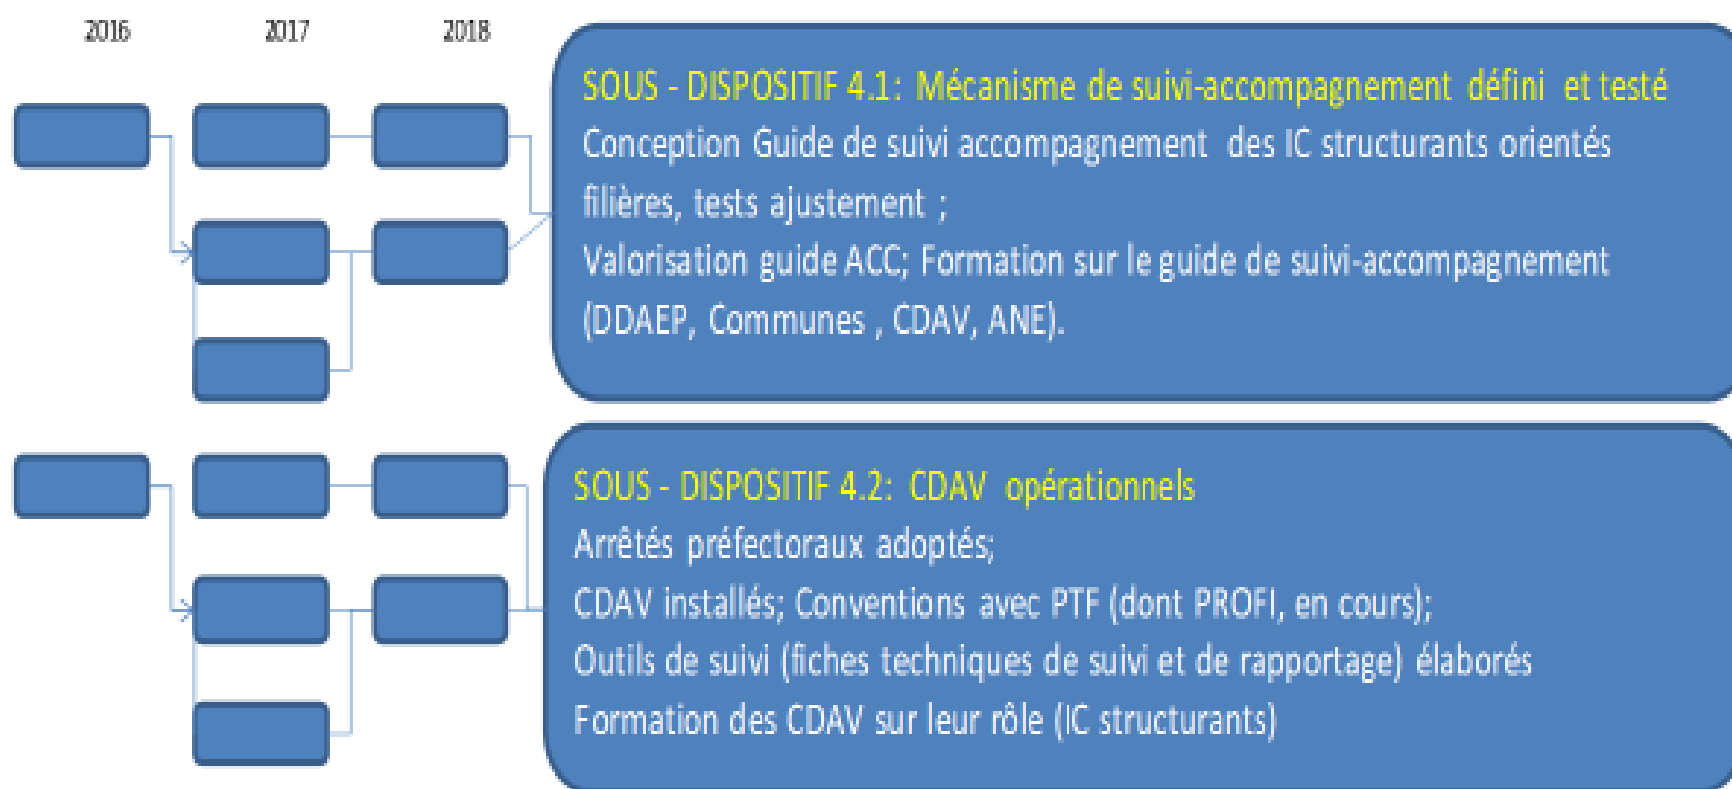 2016 2017 2018
SOUS - DISPOSITIF 4.1: Mécanisme de suivi-accompagnement défini et testé
Conception Guide de suivi accompagnement des IC structurants orientés
filières, tests ajustement ;
Valorisation guide ACC; Formation sur le guide de suivi-accompagnement
(DDAEP, Communes , CDAV, ANE).
SOUS - DISPOSITIF 4.2: CDAV opérationnels
Arrêtés préfectoraux adoptés;
CDAV installés; Conventions avec PTF (dont PROFI, en cours);
Outils de suivi (fiches techniques de suivi et de rapportage) élaborés
Formation des CDAV sur leur rôle (IC structurants)